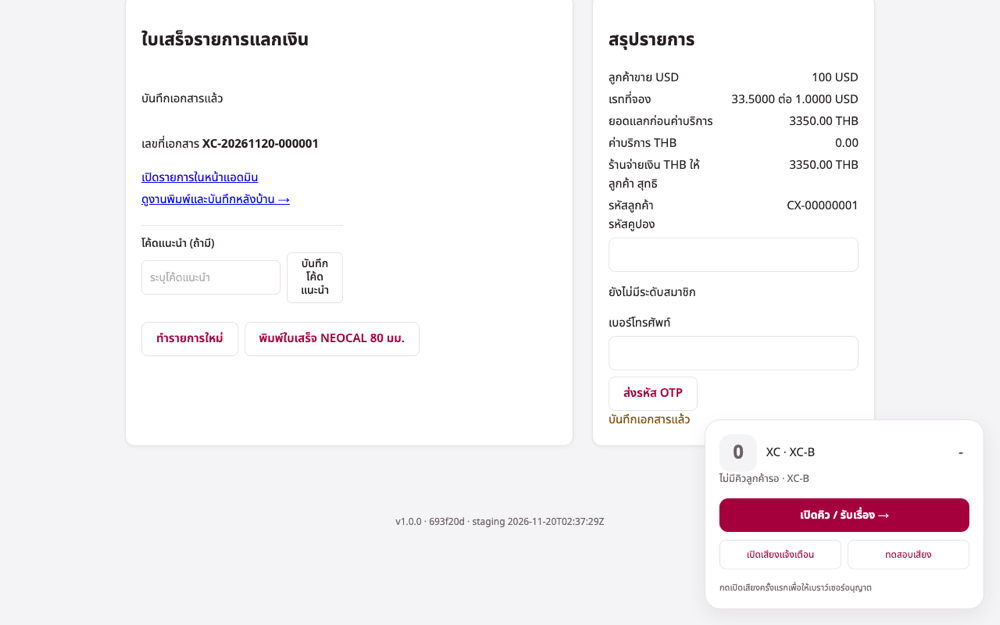 ใบเสร็จรายการแลกเงิน
บันทึกเอกสารแล้ว
เลขที่เอกสาร XC-20261120-000001
เปิดรายการในหน้าแอดมิน
ดูงานพิมพ์และบันทึกหลังบ้าน →
โค้ดแนะนำ (ถ้ามี)
ระบุโค้ดแนะนำ
บันทึก
โค้ด
แนะนำ
ทำรายการใหม่
พิมพ์ใบเสร็จ NEOCAL 80 มม.
สรุปรายการ
ลูกค้าขาย USD 100 USD
เรทที่จอง 33.5000 ต่อ 1.0000 USD
ยอดแลกก่อนค่าบริการ 3350.00 THB
ค่าบริการ THB 0.00
ร้านจ่ายเงิน THB ให้ 3350.00 THB
ลูกค้า สุทธิ
รหัสลูกค้า CX-00000001
รหัสคูปอง
ยังไม่มีระดับสมาชิก
เบอร์โทรศัพท์
ส่งรหัส OTP
บันทึกเอกสารแล้ว
0 XC · XC-B -
ไม่มีคิวลูกค้ารอ · XC-B
เปิดคิว / รับเรื่อง →
เปิดเสียงแจ้งเตือน
ทดสอบเสียง
กดเปิดเสียงครั้งแรกเพื่อให้เบราว์เซอร์อนุญาต
v1.0.0 · 693f20d · staging 2026-11-20T02:37:29Z